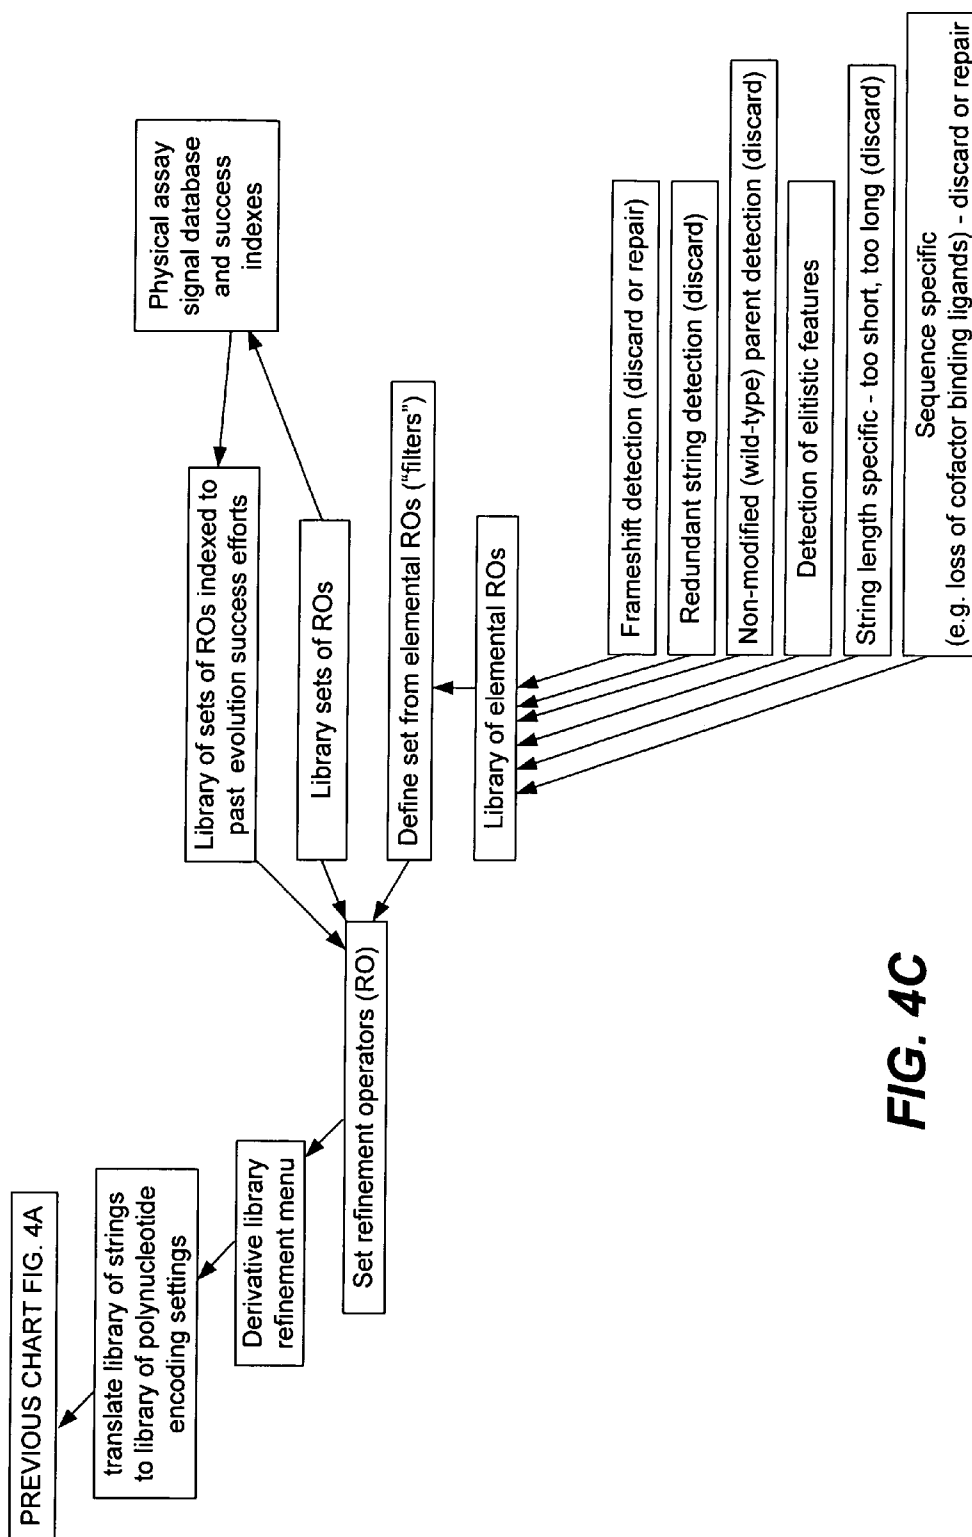 PREVIOUS CHART FIG. 4A
translate library of strings
to library of polynucleotide
encoding settings
Derivative library
refinement menu
Set refinement operators (RO)
Library of sets of ROs indexed to
past evolution success efforts
Library sets of ROs
Define set from elemental ROs (“filters”)
Library of elemental ROs
Physical assay
signal database
and success
indexes
Frameshift detection (discard or repair)
Redundant string detection (discard)
Non-modified (wild-type) parent detection (discard)
Detection of elitistic features
String length specific - too short, too long (discard)
Sequence specific
(e.g. loss of cofactor binding ligands) - discard or repair
FIG. 4C